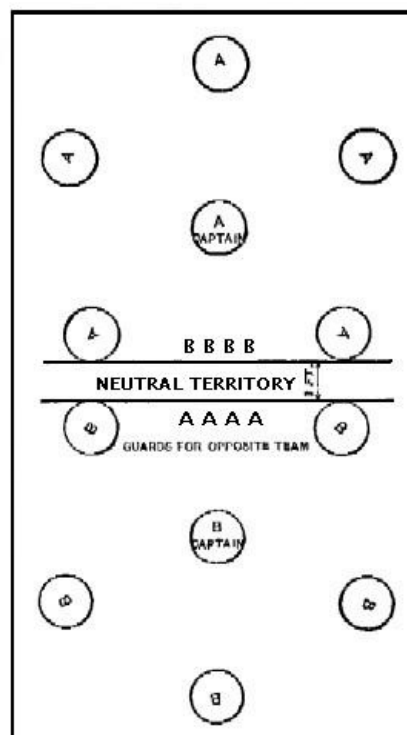 A
A A
A
CAPTAIN
A A
B B B B
NEUTRAL TERRITORY
A A A A
B B
GUARDS FOR OPPOSITE TEAM
B
CAPTAIN
B B
B